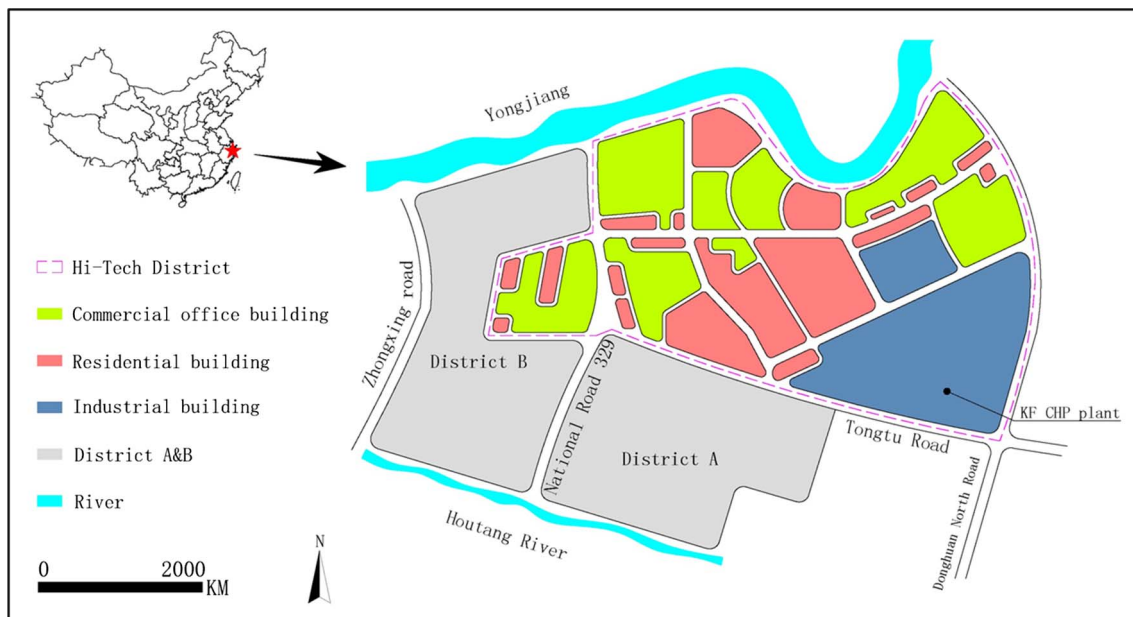 Yongjiang
Hi-Tech District
Commercial office building
Residential building
Industrial building
District A&B
River
0 2000
KM
N
Zhongxing road
District B
National Road 329
District A
Houtang River
KF CHP plant
Tongtu Road
Donghuan North Road